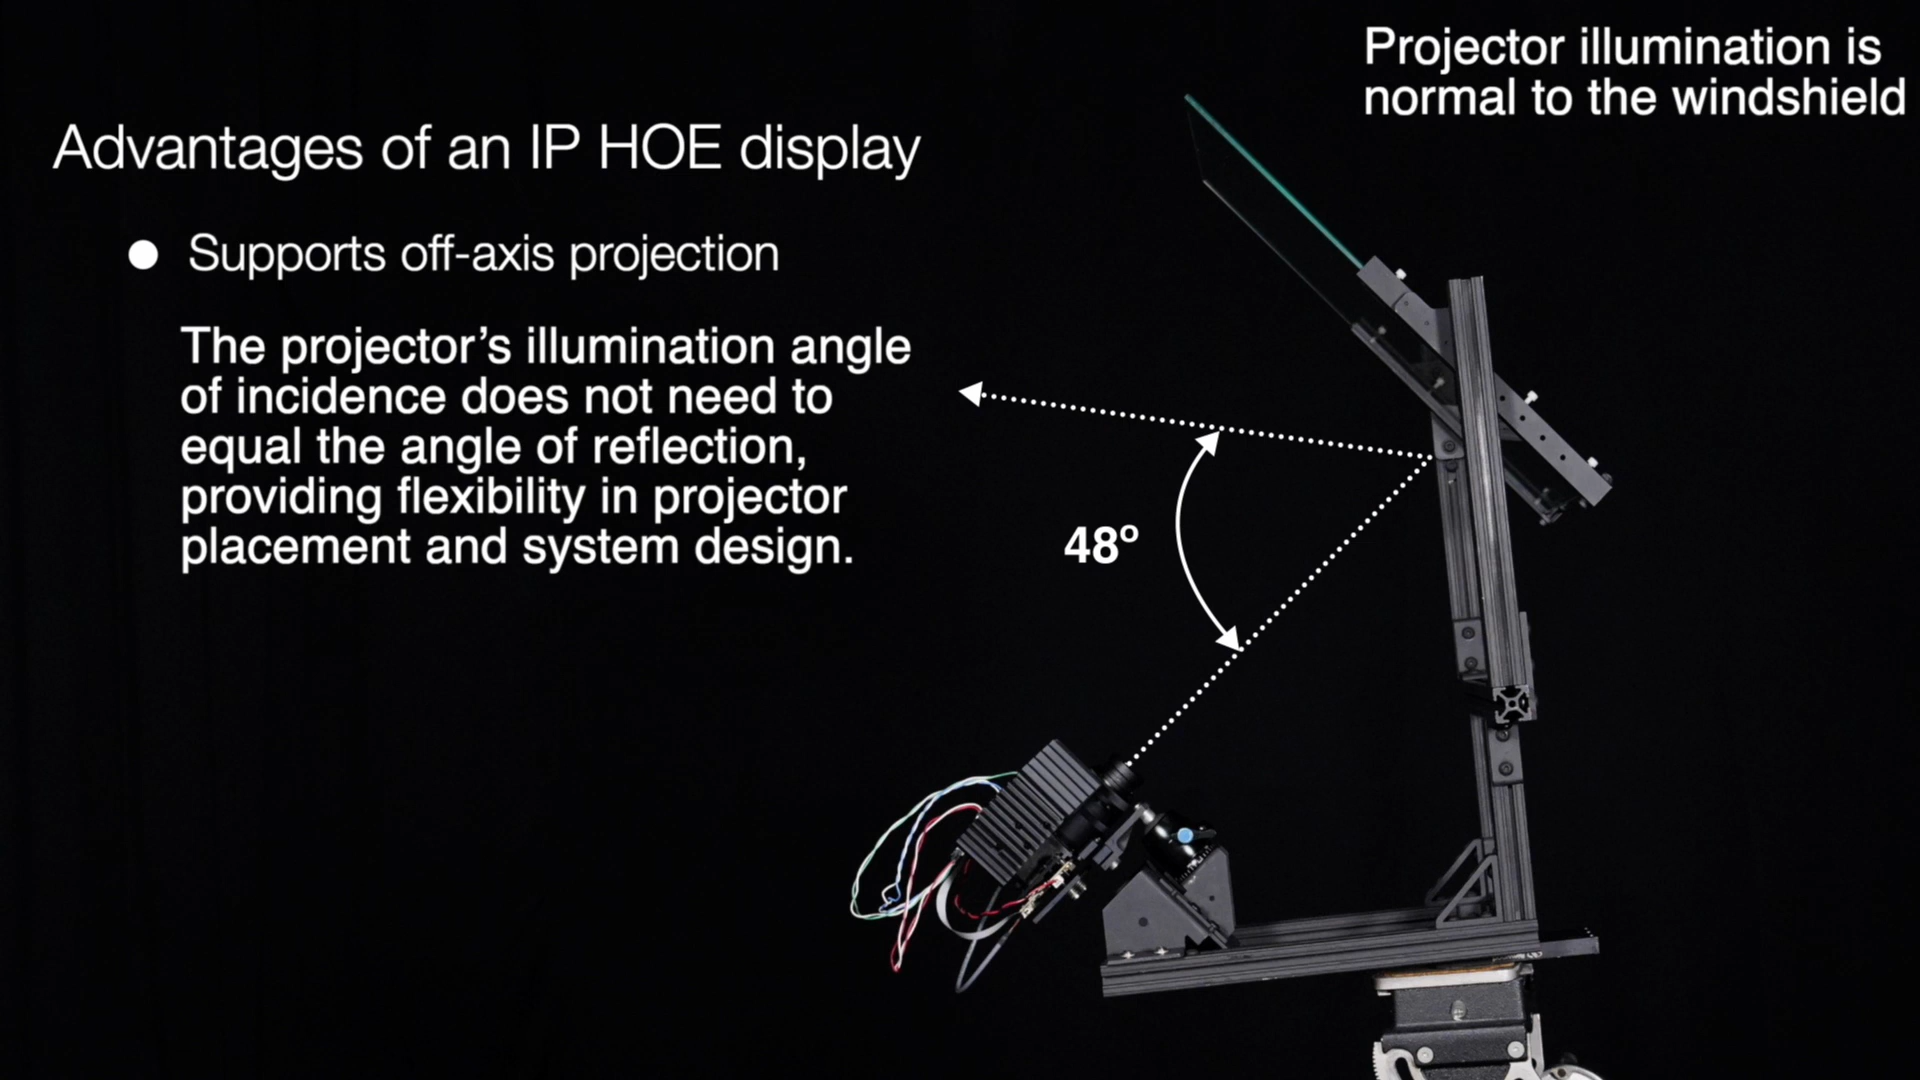 Projector illumination is
normal to the windshield
Advantages of an IP HOE display
● Supports off-axis projection
The projector’s illumination angle
of incidence does not need to
equal the angle of reflection,
providing flexibility in projector
placement and system design.
48º